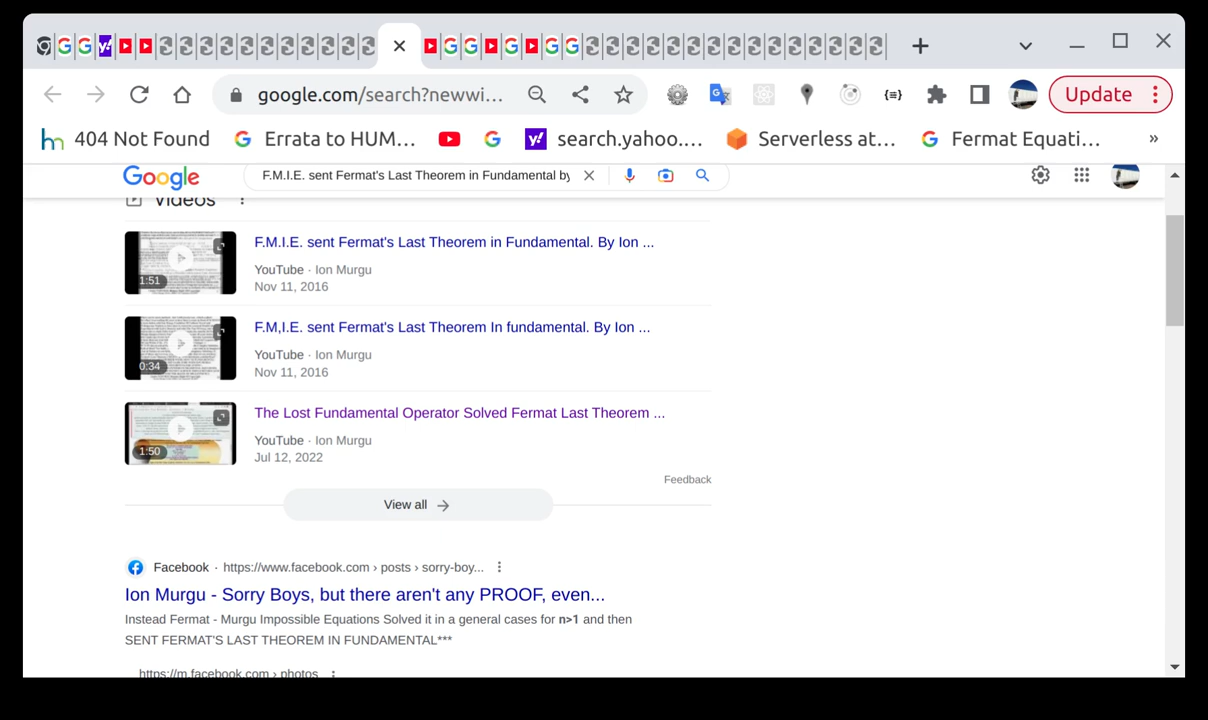 google.com/search?newwi...
Update
404 Not Found
Errata to HUM...
search.yahoo....
Serverless at...
Fermat Equati...
»
Google
F.M.I.E. sent Fermat's Last Theorem in Fundamental by
Videos
F.M.I.E. sent Fermat's Last Theorem in Fundamental. By Ion ...
YouTube · Ion Murgu
Nov 11, 2016
1:51
F.M,I.E. sent Fermat's Last Theorem In fundamental. By Ion ...
YouTube · Ion Murgu
Nov 11, 2016
0:34
The Lost Fundamental Operator Solved Fermat Last Theorem ...
YouTube · Ion Murgu
Jul 12, 2022
1:50
Feedback
View all
Facebook · https://www.facebook.com › posts › sorry-boy...
Ion Murgu - Sorry Boys, but there aren't any PROOF, even...
Instead Fermat - Murgu Impossible Equations Solved it in a general cases for n>1 and then
SENT FERMAT'S LAST THEOREM IN FUNDAMENTAL***
https://m.facebook.com › photos